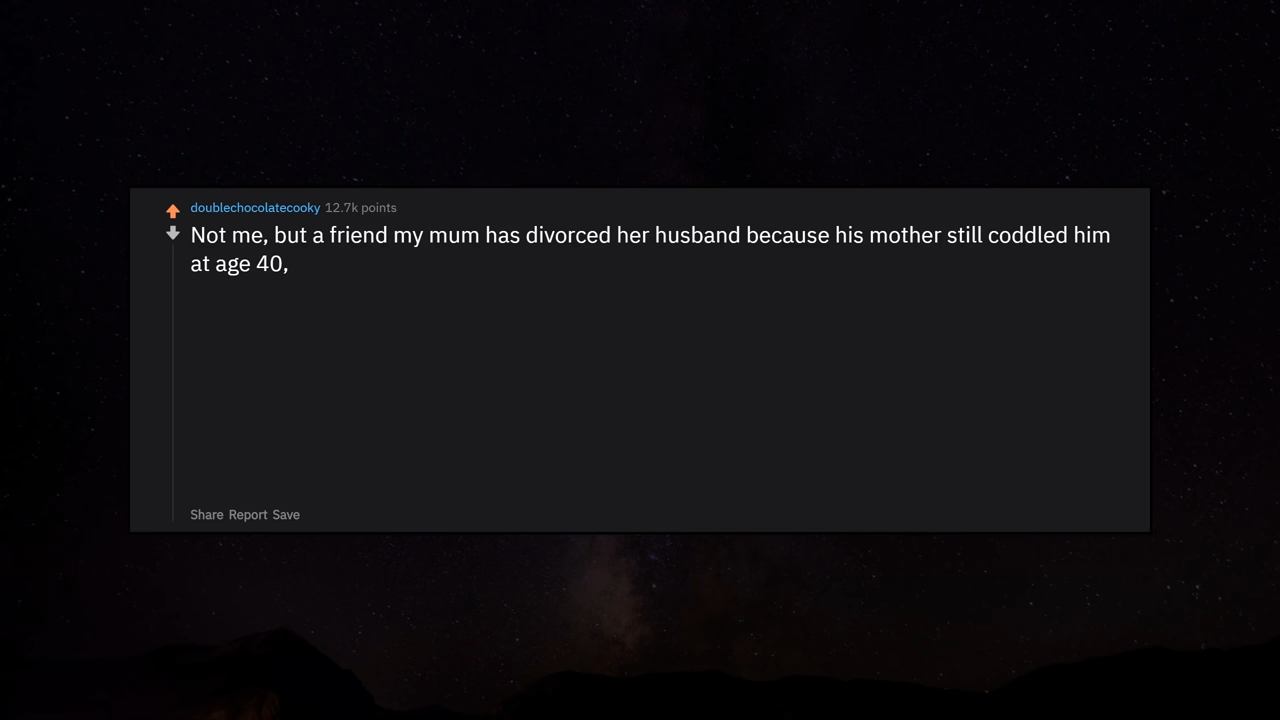 doublechocolatecooky 12.7k points
Not me, but a friend my mum has divorced her husband because his mother still coddled him
at age 40,
Share Report Save